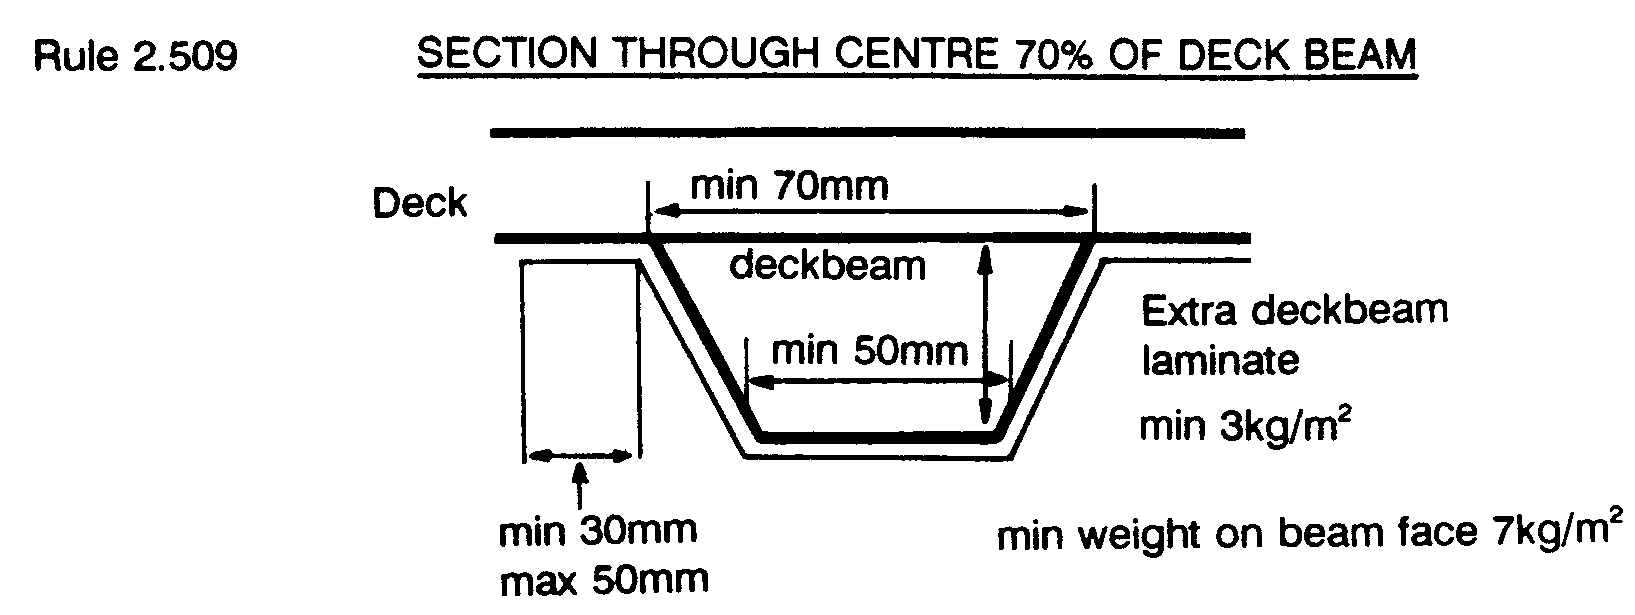 Rule 2.509
SECTION THROUGH CENTRE 70% OF DECK BEAM
min 70mm
Deck
deckbeam
Extra deckbeam
laminate
min 50mm
min 3kg/m²
min 30mm
max 50mm
min weight on beam face 7kg/m²